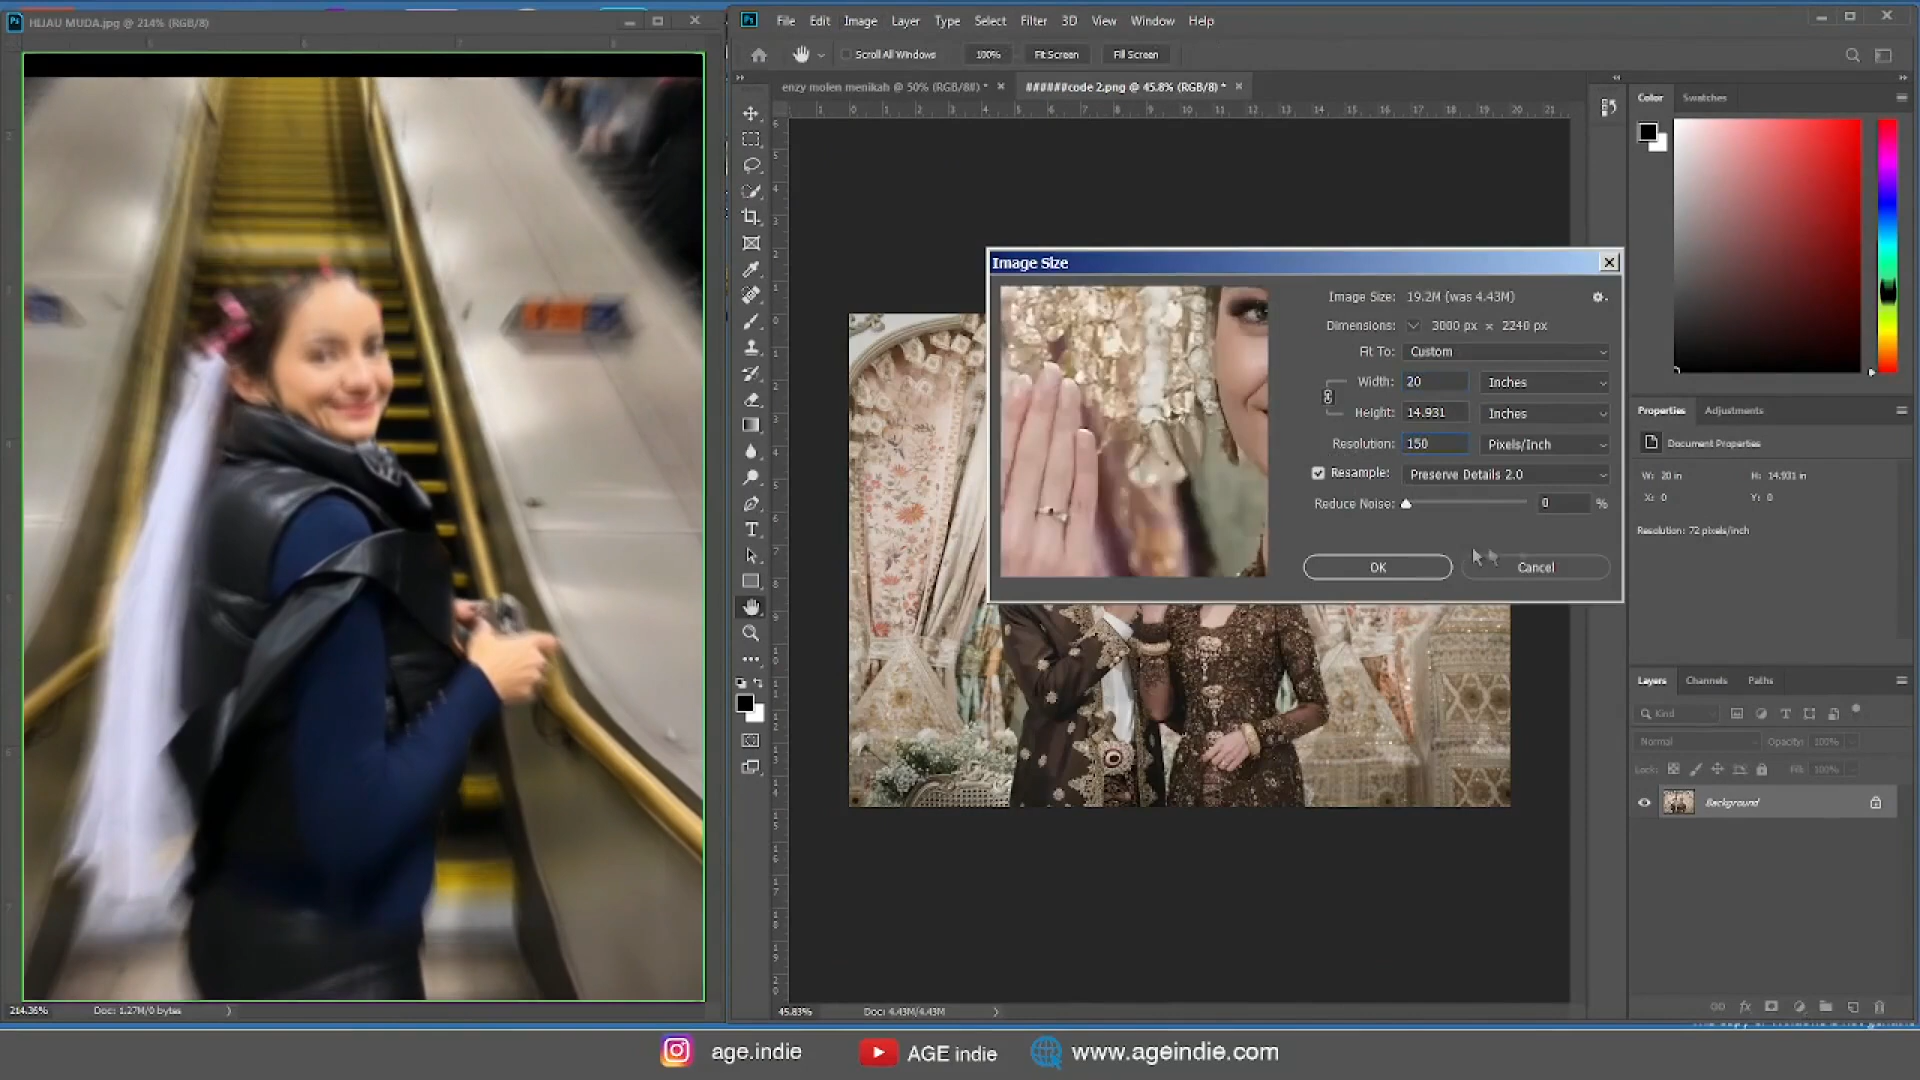 HIJAU MUDA.jpg @ 214% (RGB/8)
File Edit Image Layer Type Select Filter 3D View Window Help
Scroll All Windows 100% Fit Screen Fill Screen
enzy molen menikah @ 50% (RGB/8#) *
######code 2.png @ 45.8% (RGB/8) *
Color Swatches
Image Size
Image Size: 19.2M (was 4.43M)
Dimensions: 3000 px × 2240 px
Fit To: Custom
Width: 20 Inches
Height: 14.931 Inches
Resolution: 150 Pixels/Inch
Resample: Preserve Details 2.0
Reduce Noise: 0 %
OK Cancel
Properties Adjustments
Document Properties
W: 20 in H: 14.931 in
X: 0 Y: 0
Resolution: 72 pixels/inch
Layers Channels Paths
Kind
Normal Opacity: 100%
Lock: Fill: 100%
Background
214.36% Doc: 1.27M/0 bytes
45.83% Doc: 4.43M/4.43M
age.indie AGE indie www.ageindie.com